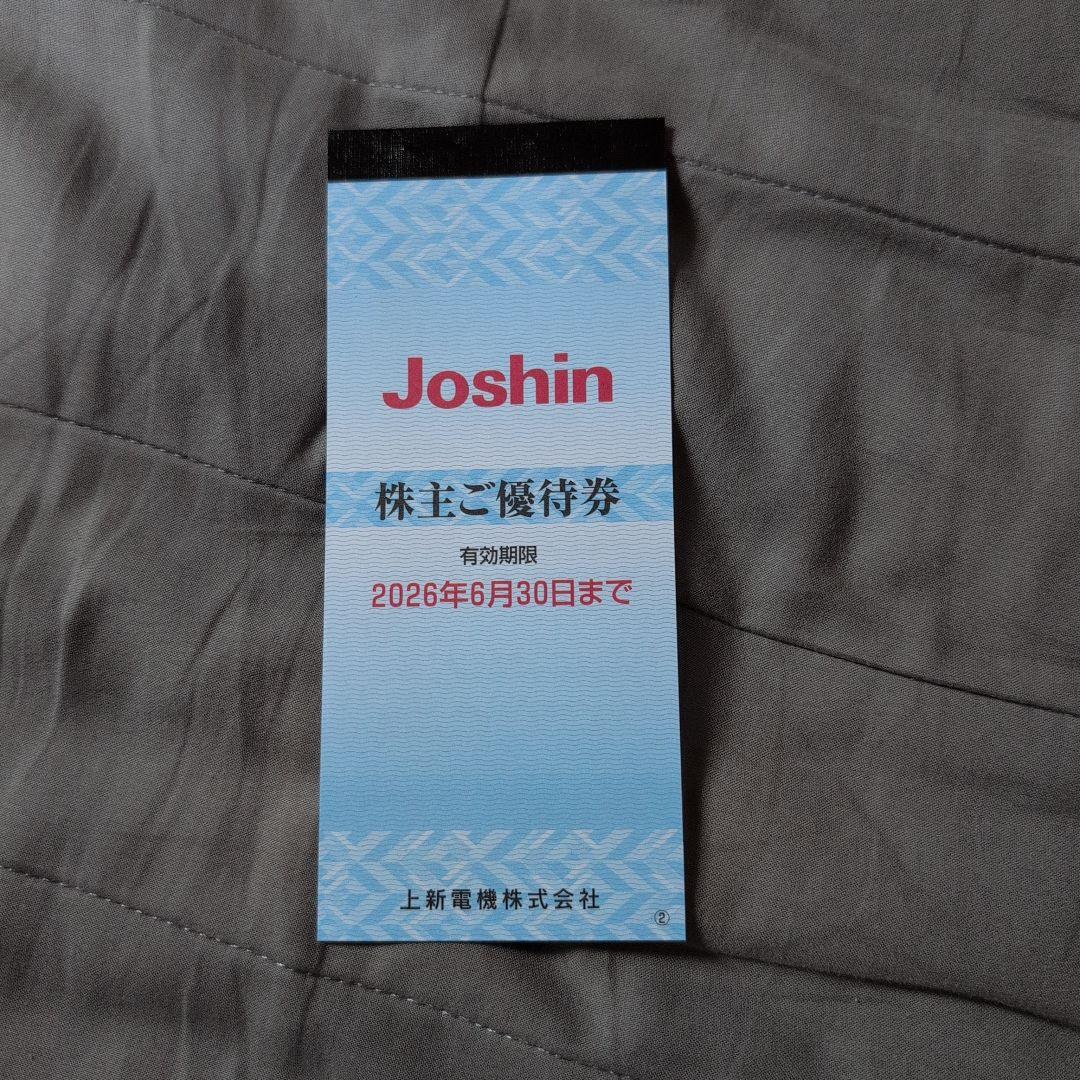 Joshin
株主ご優待券
有効期限
2026年6月30日まで
上新電機株式会社
②